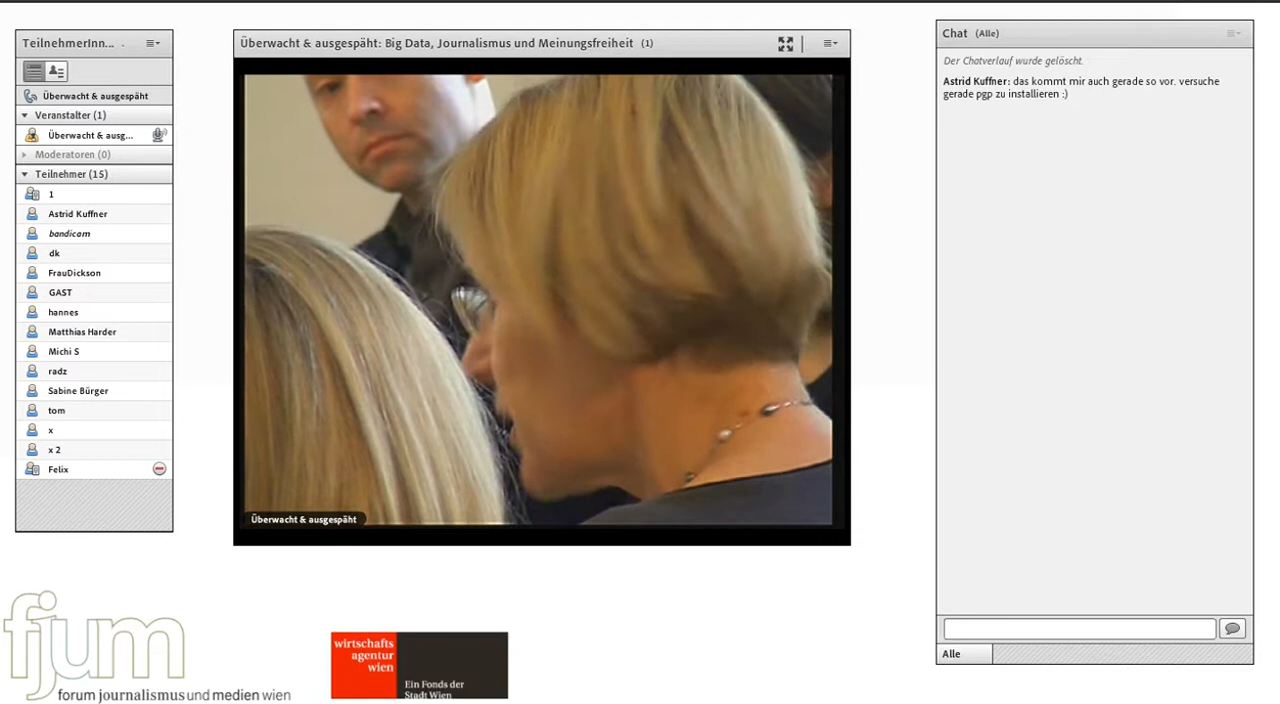 TeilnehmerInn... .
Überwacht & ausgespäht
Veranstalter (1)
Überwacht & ausg...
Moderatoren (0)
Teilnehmer (15)
1
Astrid Kuffner
bandicam
dk
FrauDickson
GAST
hannes
Matthias Harder
Michi S
radz
Sabine Bürger
tom
x
x 2
Felix
Überwacht & ausgespäht: Big Data, Journalismus und Meinungsfreiheit (1)
Überwacht & ausgespäht
Chat (Alle)
Der Chatverlauf wurde gelöscht.
Astrid Kuffner: das kommt mir auch gerade so vor. versuche
gerade pgp zu installieren :)
Alle
fjum
forum journalismus und medien wien
wirtschafts
agentur
wien
Ein Fonds der
Stadt Wien